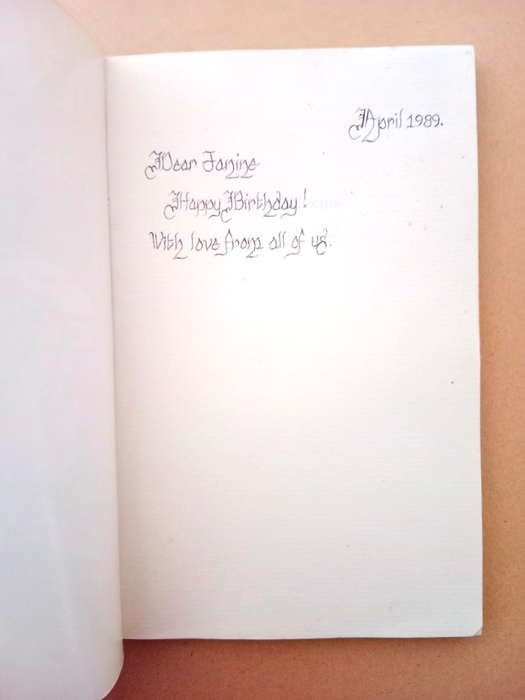 April 1989.
Dear Janine
Happy Birthday!
With love from all of us.